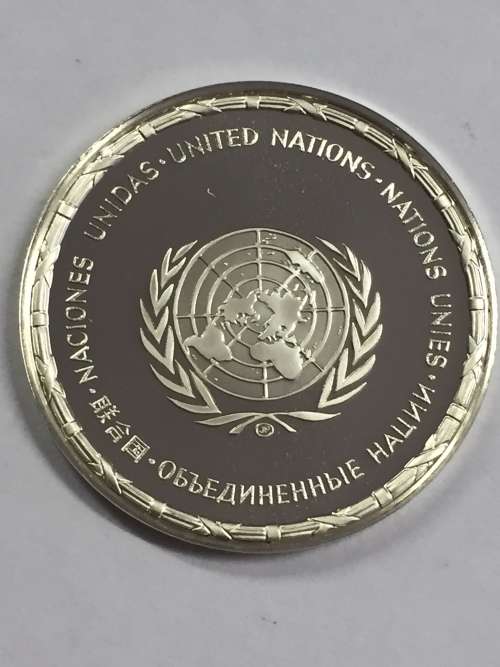 UNITED NATIONS · NATIONS UNIES · ОБЪЕДИНЕННЫЕ НАЦИИ · 联合国 · NACIONES UNIDAS ·